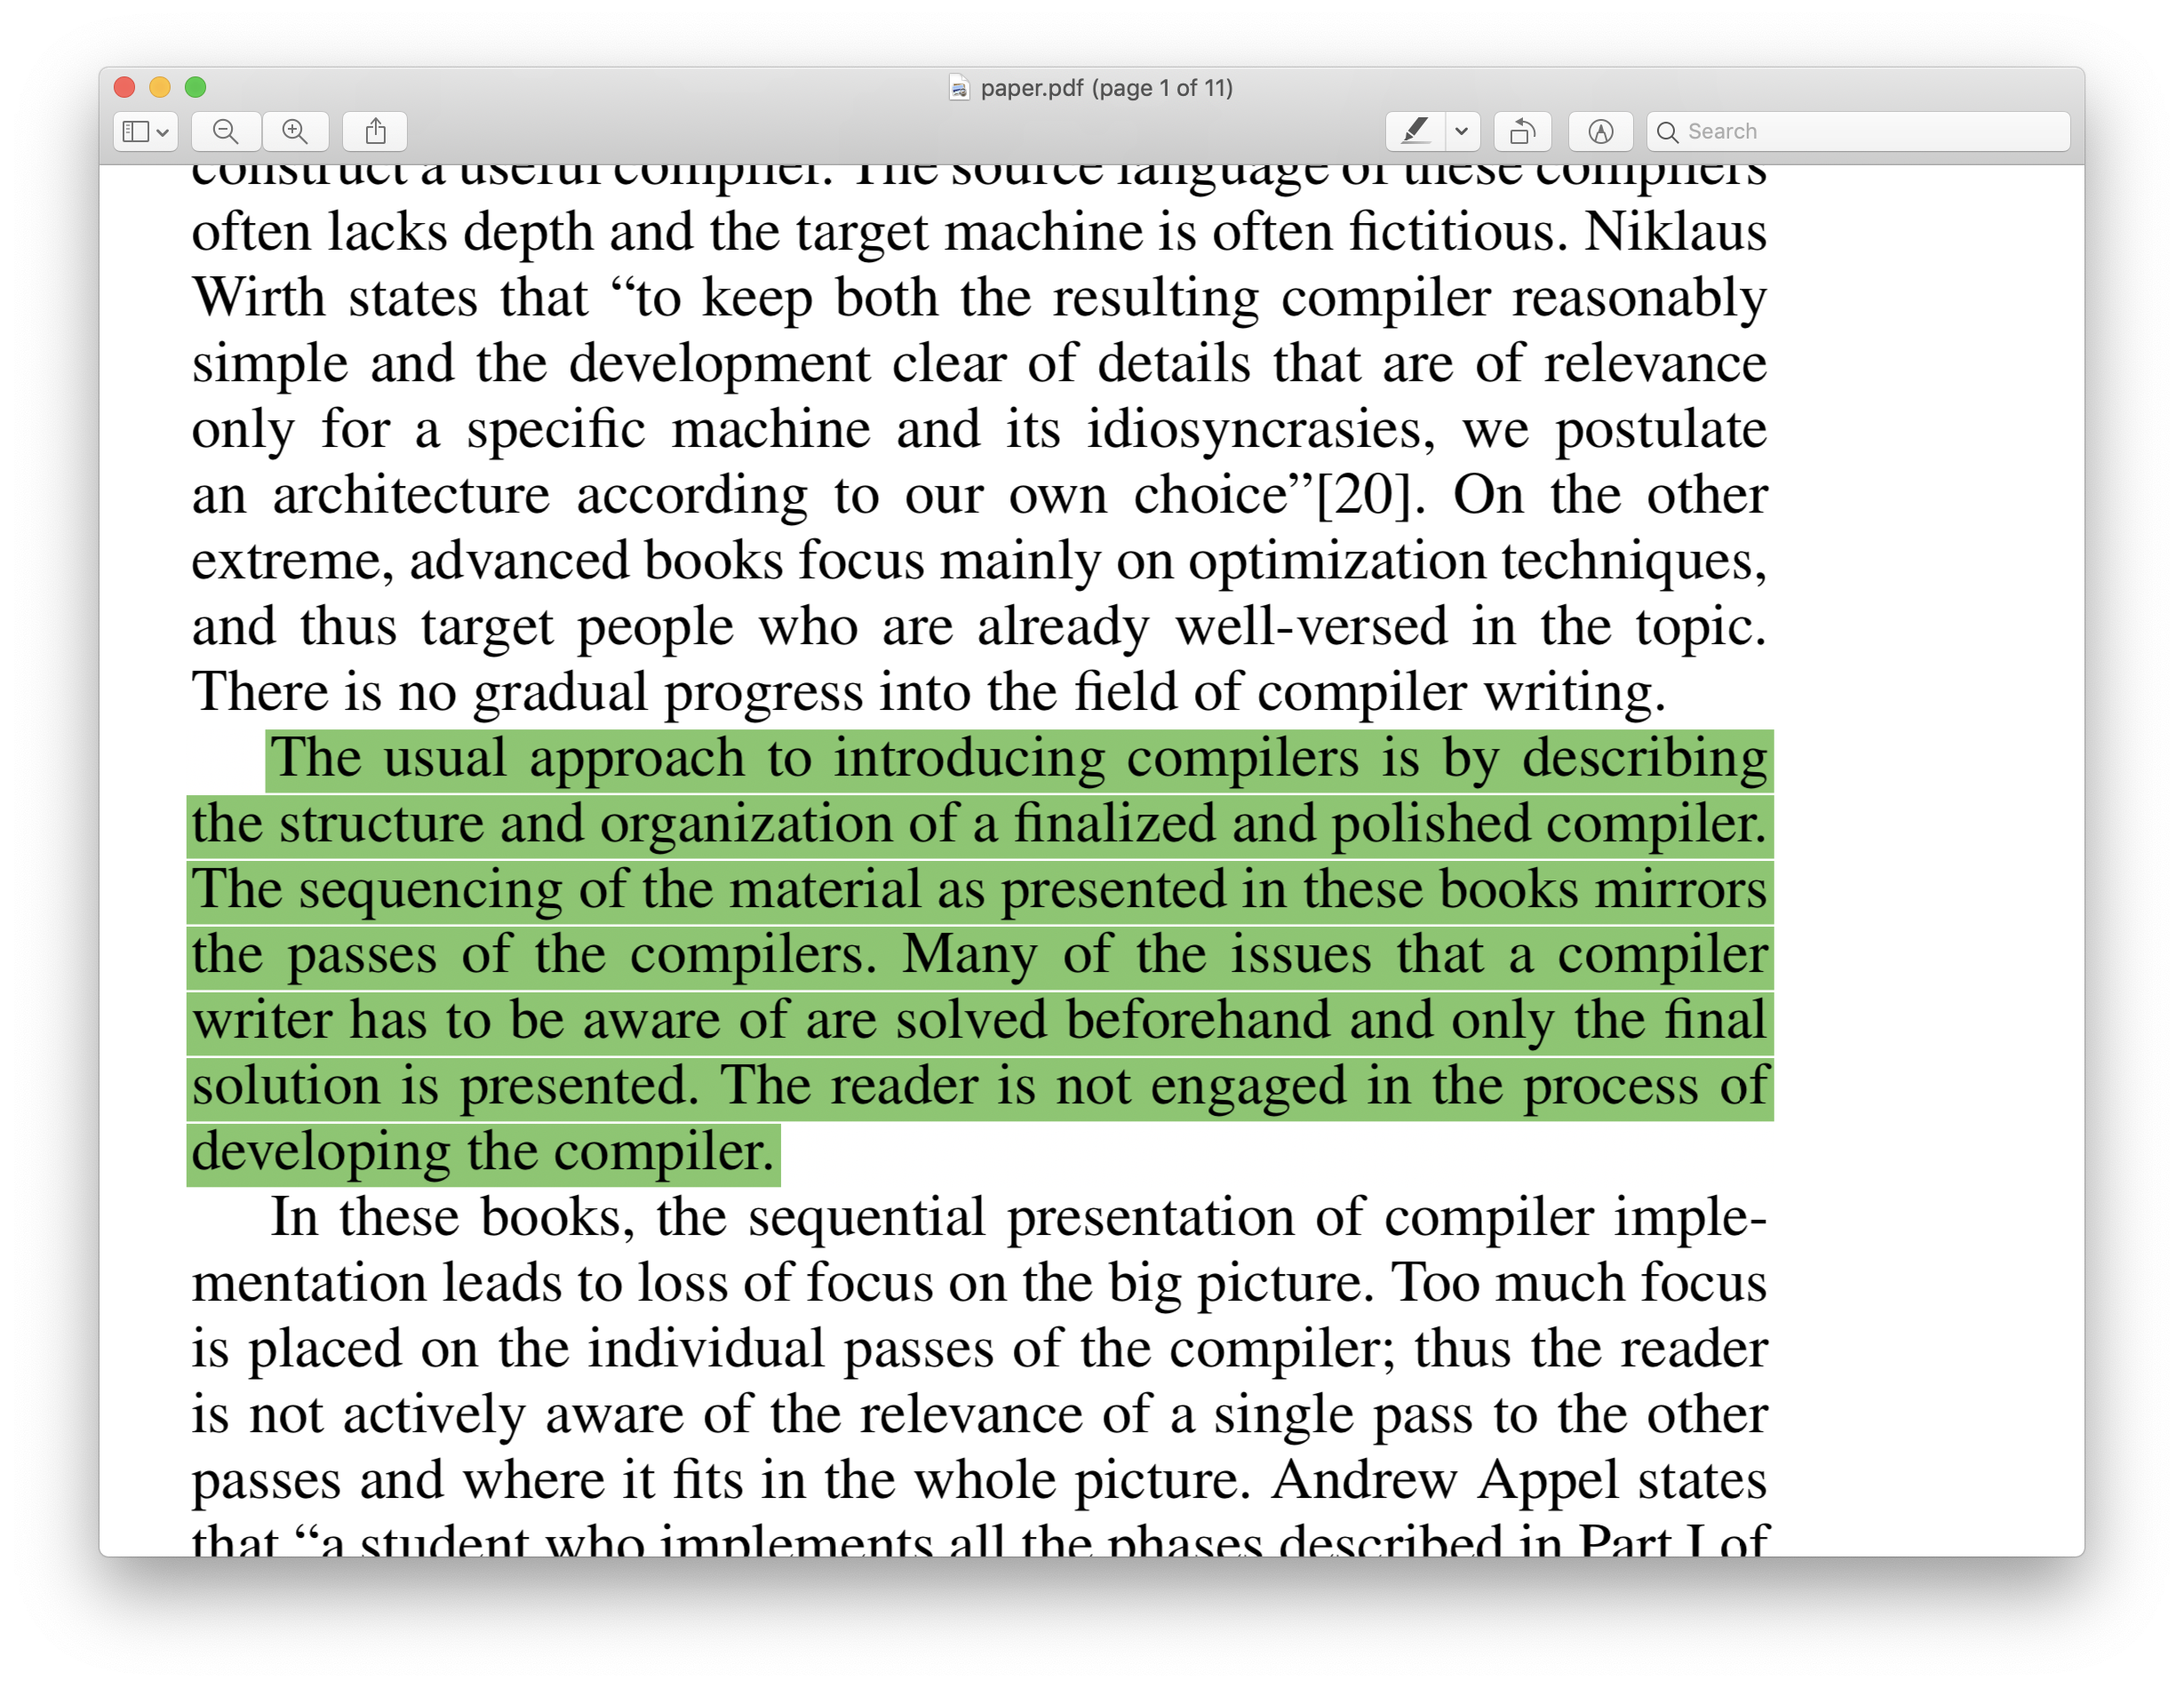 paper.pdf (page 1 of 11)
Search
construct a useful compiler. The source language of these compilers
often lacks depth and the target machine is often fictitious. Niklaus
Wirth states that “to keep both the resulting compiler reasonably
simple and the development clear of details that are of relevance
only for a specific machine and its idiosyncrasies, we postulate
an architecture according to our own choice”[20]. On the other
extreme, advanced books focus mainly on optimization techniques,
and thus target people who are already well-versed in the topic.
There is no gradual progress into the field of compiler writing.
The usual approach to introducing compilers is by describing
the structure and organization of a finalized and polished compiler.
The sequencing of the material as presented in these books mirrors
the passes of the compilers. Many of the issues that a compiler
writer has to be aware of are solved beforehand and only the final
solution is presented. The reader is not engaged in the process of
developing the compiler.
In these books, the sequential presentation of compiler imple-
mentation leads to loss of focus on the big picture. Too much focus
is placed on the individual passes of the compiler; thus the reader
is not actively aware of the relevance of a single pass to the other
passes and where it fits in the whole picture. Andrew Appel states
that “a student who implements all the phases described in Part I of